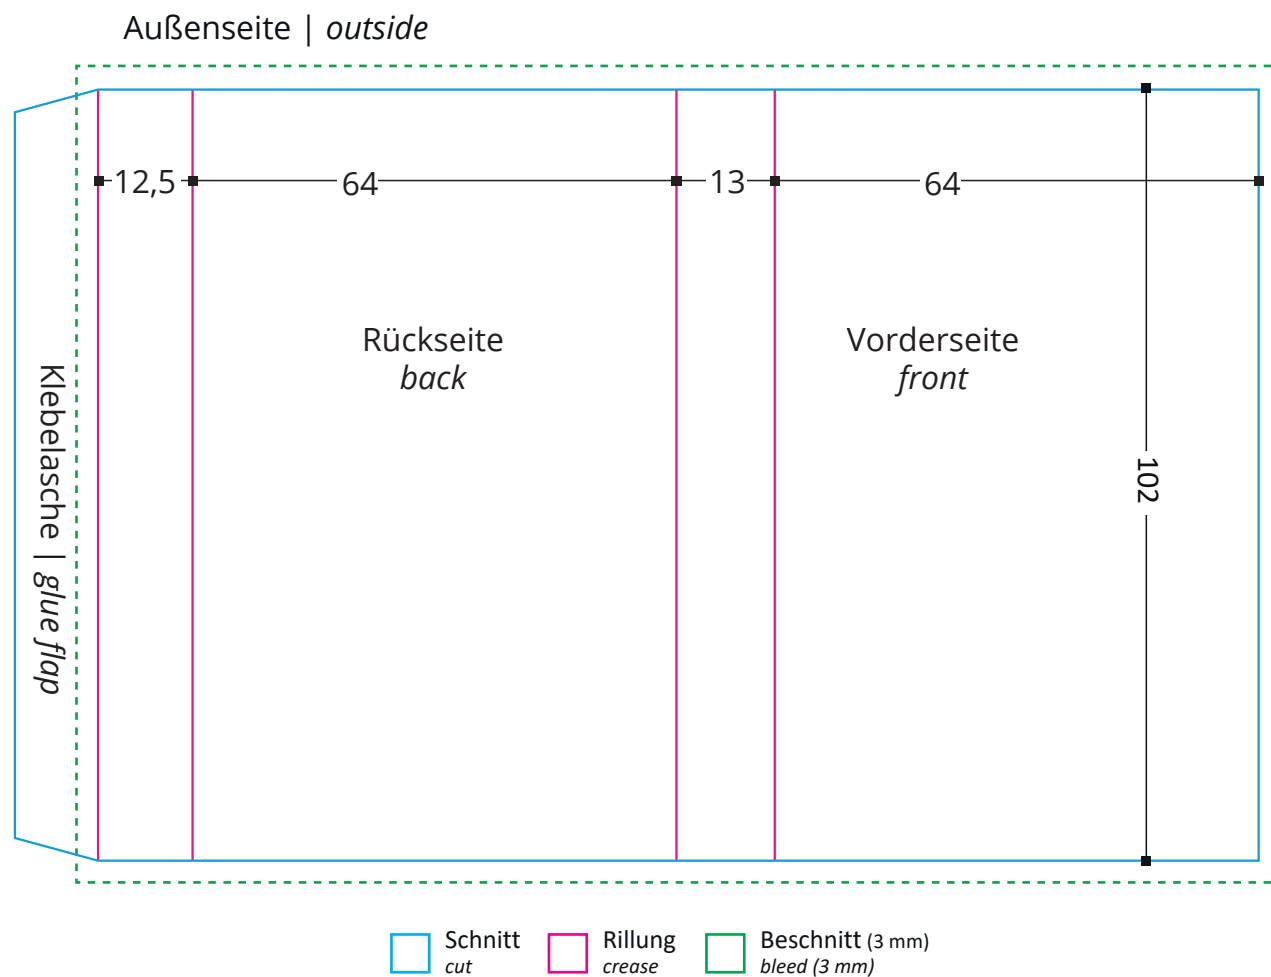 Außenseite | outside
12,5
64
13
64
Rückseite
back
Vorderseite
front
102
Klebelasche | glue flap
Schnitt
cut
Rillung
crease
Beschnitt (3 mm)
bleed (3 mm)